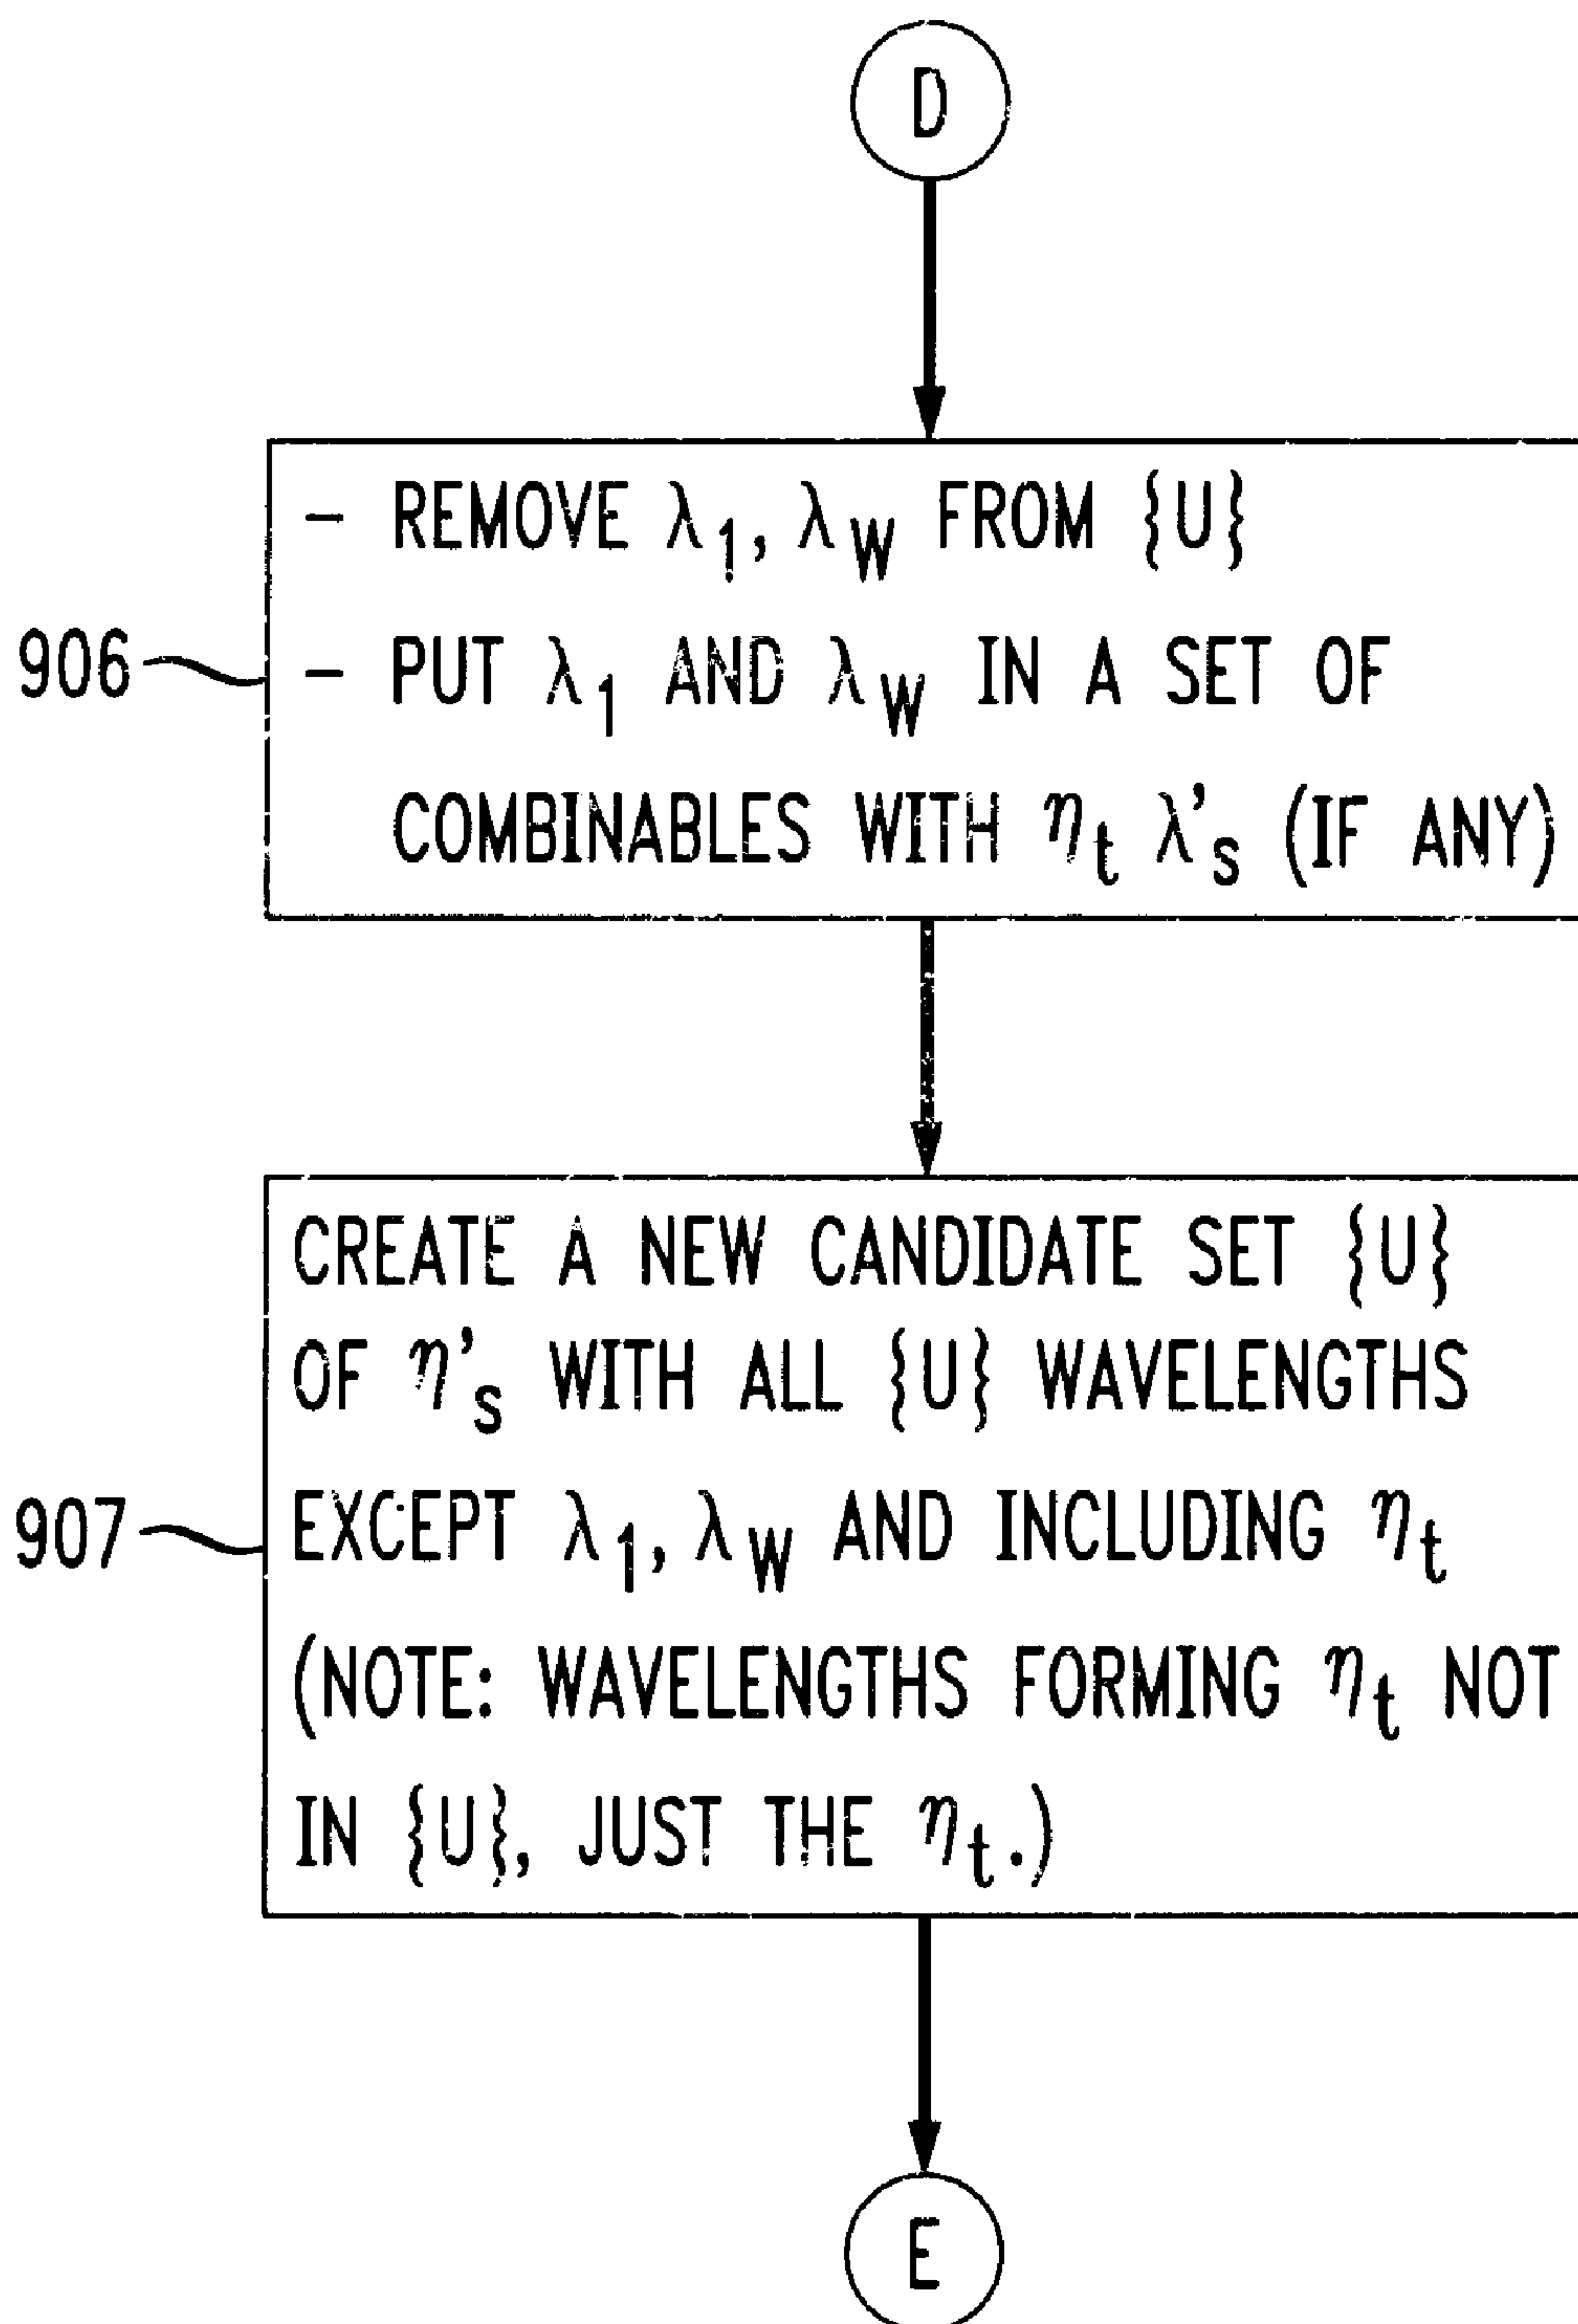 D
- REMOVE λ1, λW FROM {U}
906
- PUT λ1 AND λW IN A SET OF
COMBINABLES WITH ηt λ's (IF ANY)
CREATE A NEW CANDIDATE SET {U}
OF η's WITH ALL {U} WAVELENGTHS
907
EXCEPT λ1, λW AND INCLUDING ηt
(NOTE: WAVELENGTHS FORMING ηt NOT
IN {U}, JUST THE ηt.)
E